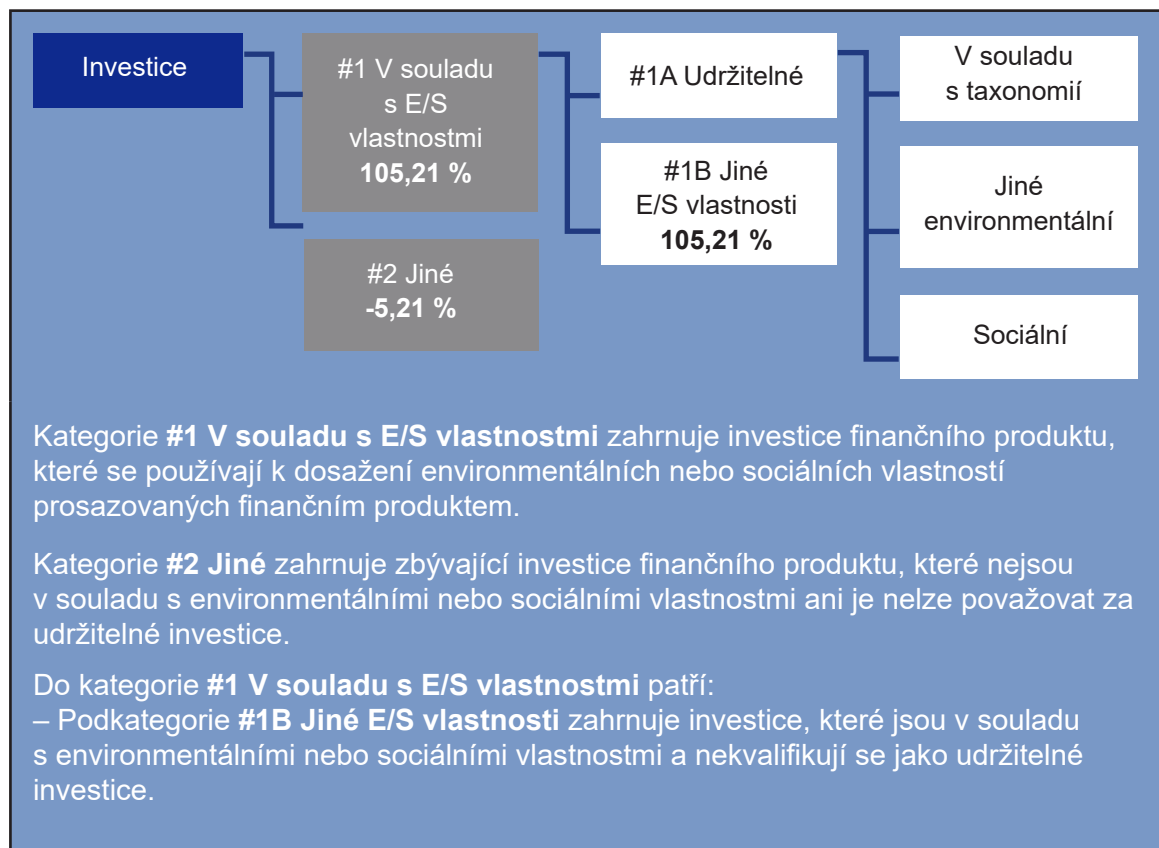 Investice
#1 V souladu
s E/S
vlastnostmi
105,21 %
#2 Jiné
-5,21 %
#1A Udržitelné
#1B Jiné
E/S vlastnosti
105,21 %
V souladu
s taxonomií
Jiné
environmentální
Sociální
Kategorie #1 V souladu s E/S vlastnostmi zahrnuje investice finančního produktu,
které se používají k dosažení environmentálních nebo sociálních vlastností
prosazovaných finančním produktem.
Kategorie #2 Jiné zahrnuje zbývající investice finančního produktu, které nejsou
v souladu s environmentálními nebo sociálními vlastnostmi ani je nelze považovat za
udržitelné investice.
Do kategorie #1 V souladu s E/S vlastnostmi patří:
– Podkategorie #1B Jiné E/S vlastnosti zahrnuje investice, které jsou v souladu
s environmentálními nebo sociálními vlastnostmi a nekvalifikují se jako udržitelné
investice.